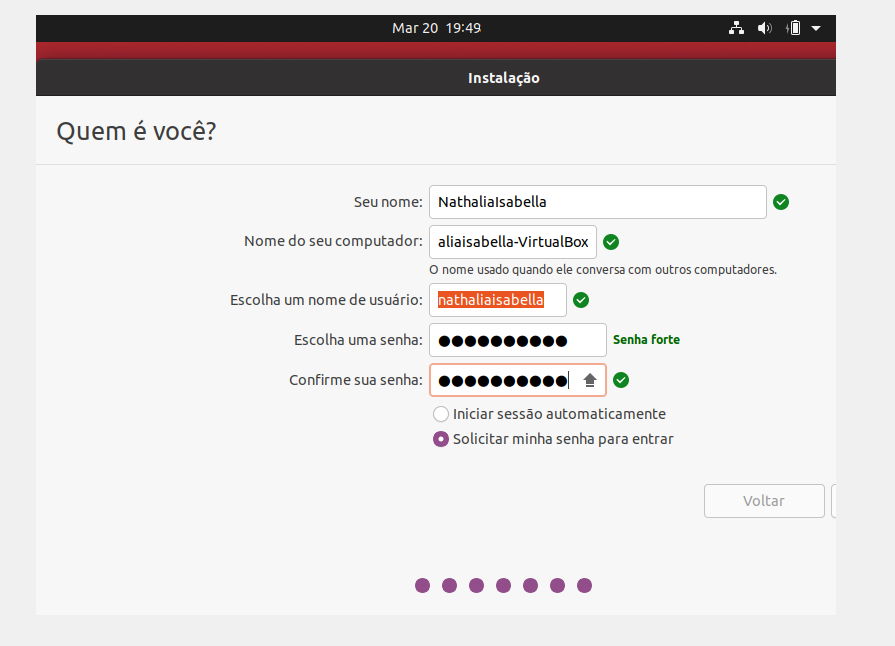 Mar 20 19:49
Instalação
Quem é você?
Seu nome: NathaliaIsabella
Nome do seu computador: aliaisabella-VirtualBox
O nome usado quando ele conversa com outros computadores.
Escolha um nome de usuário: nathaliaisabella
Escolha uma senha: ●●●●●●●●●● Senha forte
Confirme sua senha: ●●●●●●●●●●
Iniciar sessão automaticamente
Solicitar minha senha para entrar
Voltar